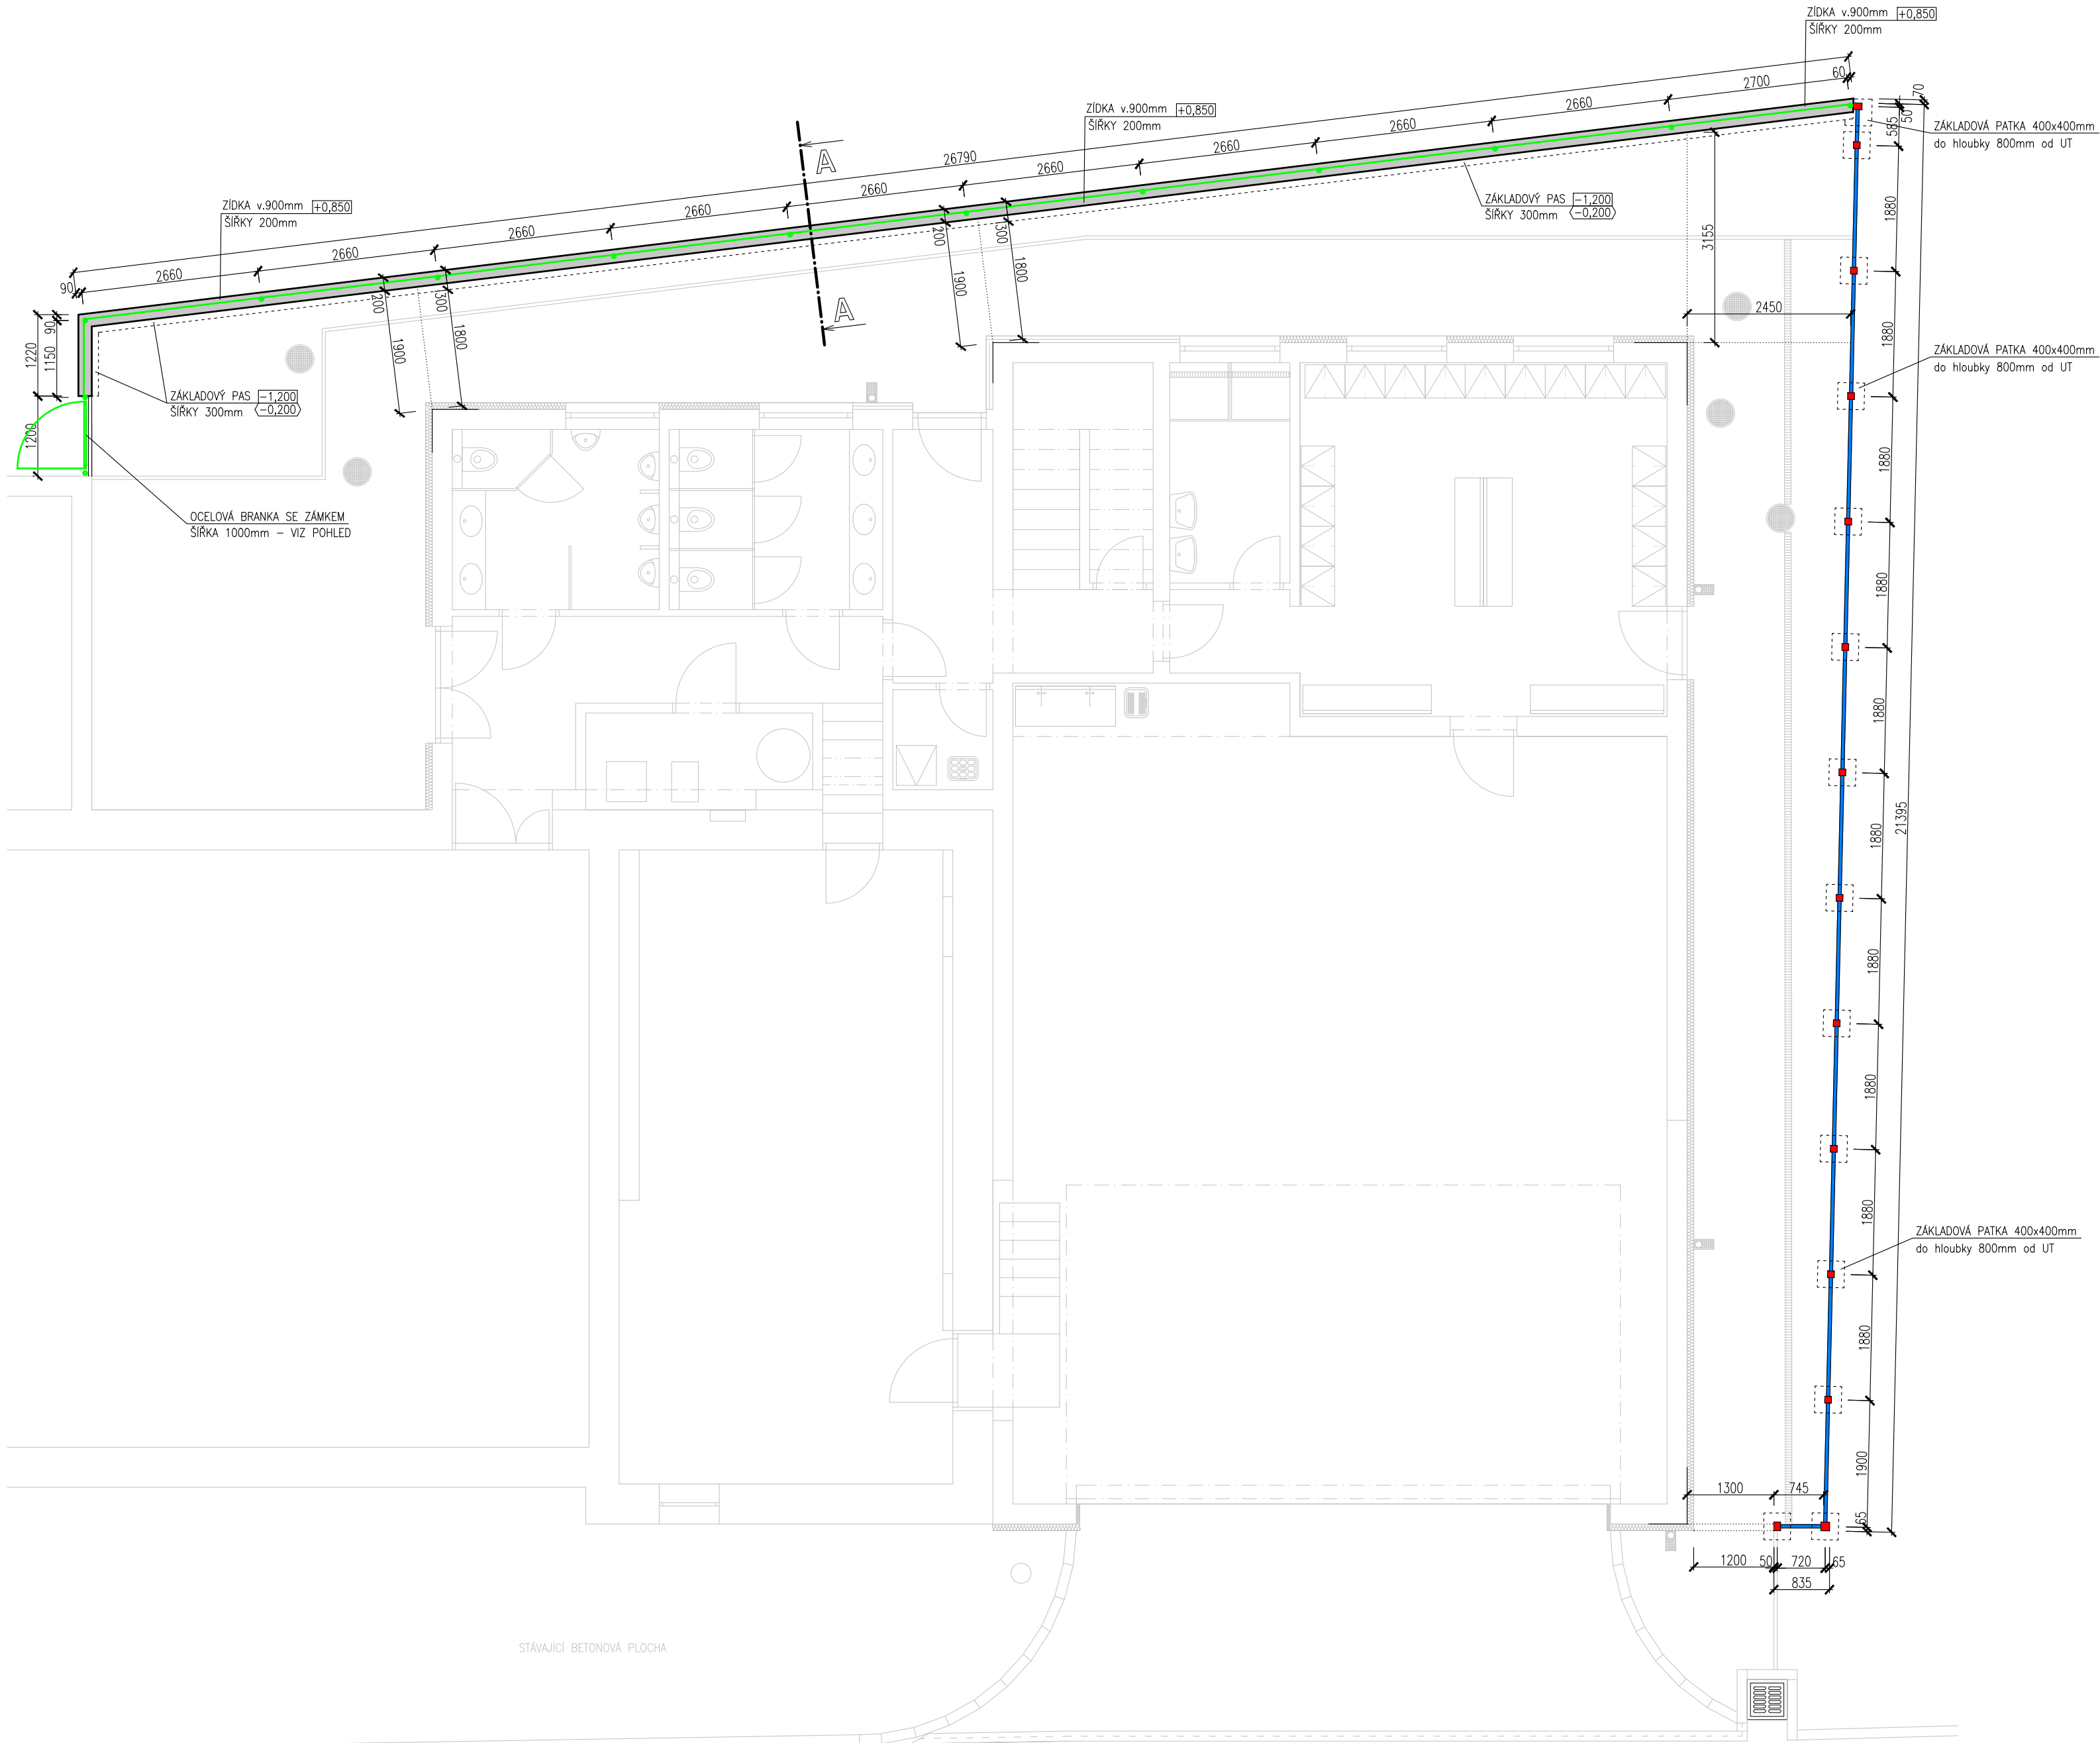 ZÍDKA v.900mm +0,850
ŠÍŘKY 200mm
60
2700
70
50
585
ZÁKLADOVÁ PATKA 400x400mm
do hloubky 800mm od UT
ZÍDKA v.900mm +0,850
ŠÍŘKY 200mm
2660
2660
2660
2660
2660
2660
2660
2660
2660
26790
A
A
ZÍDKA v.900mm +0,850
ŠÍŘKY 200mm
ZÁKLADOVÝ PAS -1,200
ŠÍŘKY 300mm -0,200
90
90
1220
1150
1200
200
300
1900
1800
200
300
1900
1800
3155
2450
ZÁKLADOVÝ PAS -1,200
ŠÍŘKY 300mm -0,200
OCELOVÁ BRANKA SE ZÁMKEM
ŠÍŘKA 1000mm – VIZ POHLED
ZÁKLADOVÁ PATKA 400x400mm
do hloubky 800mm od UT
1880
1880
1880
1880
1880
1880
1880
1880
1880
1880
21395
ZÁKLADOVÁ PATKA 400x400mm
do hloubky 800mm od UT
1900
65
1300
745
1200
50
720
65
835
STÁVAJÍCÍ BETONOVÁ PLOCHA